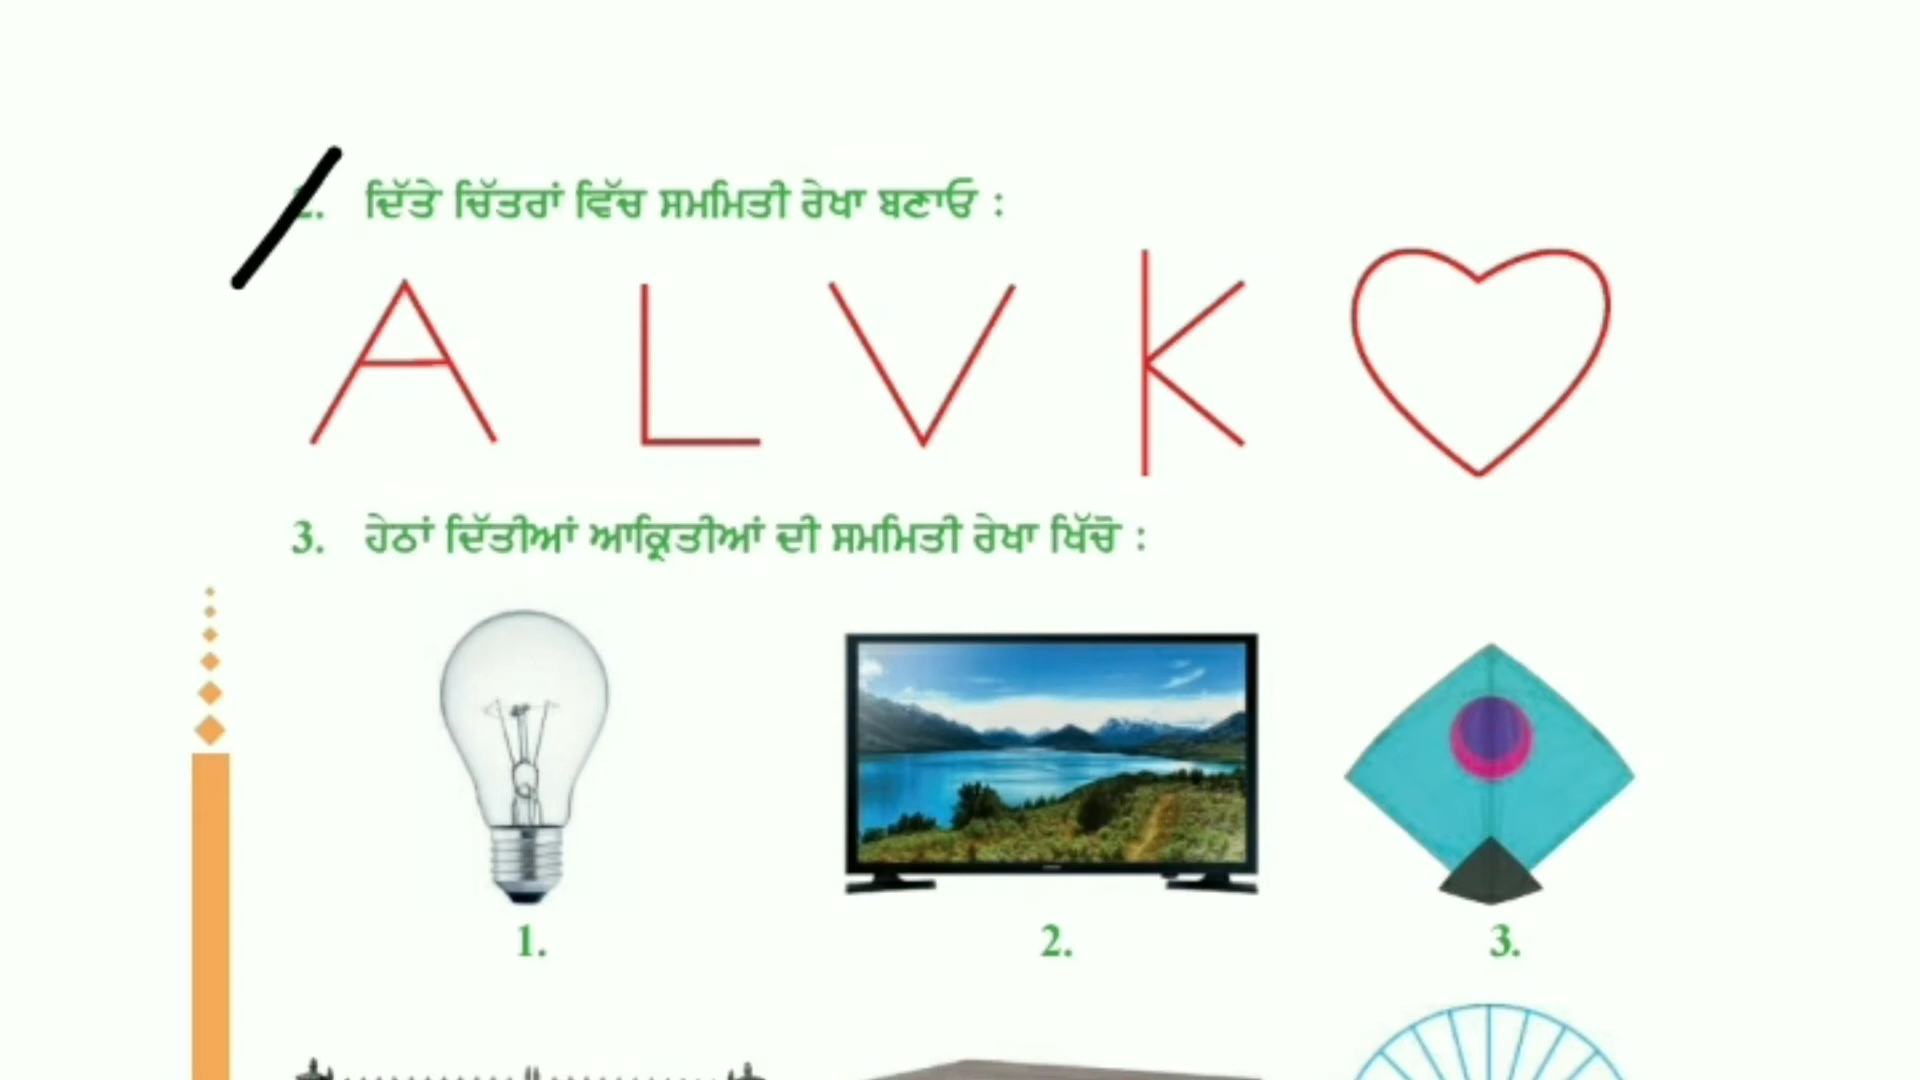 2. ਦਿੱਤੇ ਚਿੱਤਰਾਂ ਵਿੱਚ ਸਮਮਿਤੀ ਰੇਖਾ ਬਣਾਓ :
A L V K
3. ਹੇਠਾਂ ਦਿੱਤੀਆਂ ਆਕ੍ਰਿਤੀਆਂ ਦੀ ਸਮਮਿਤੀ ਰੇਖਾ ਖਿੱਚੋ :
1. 2. 3.